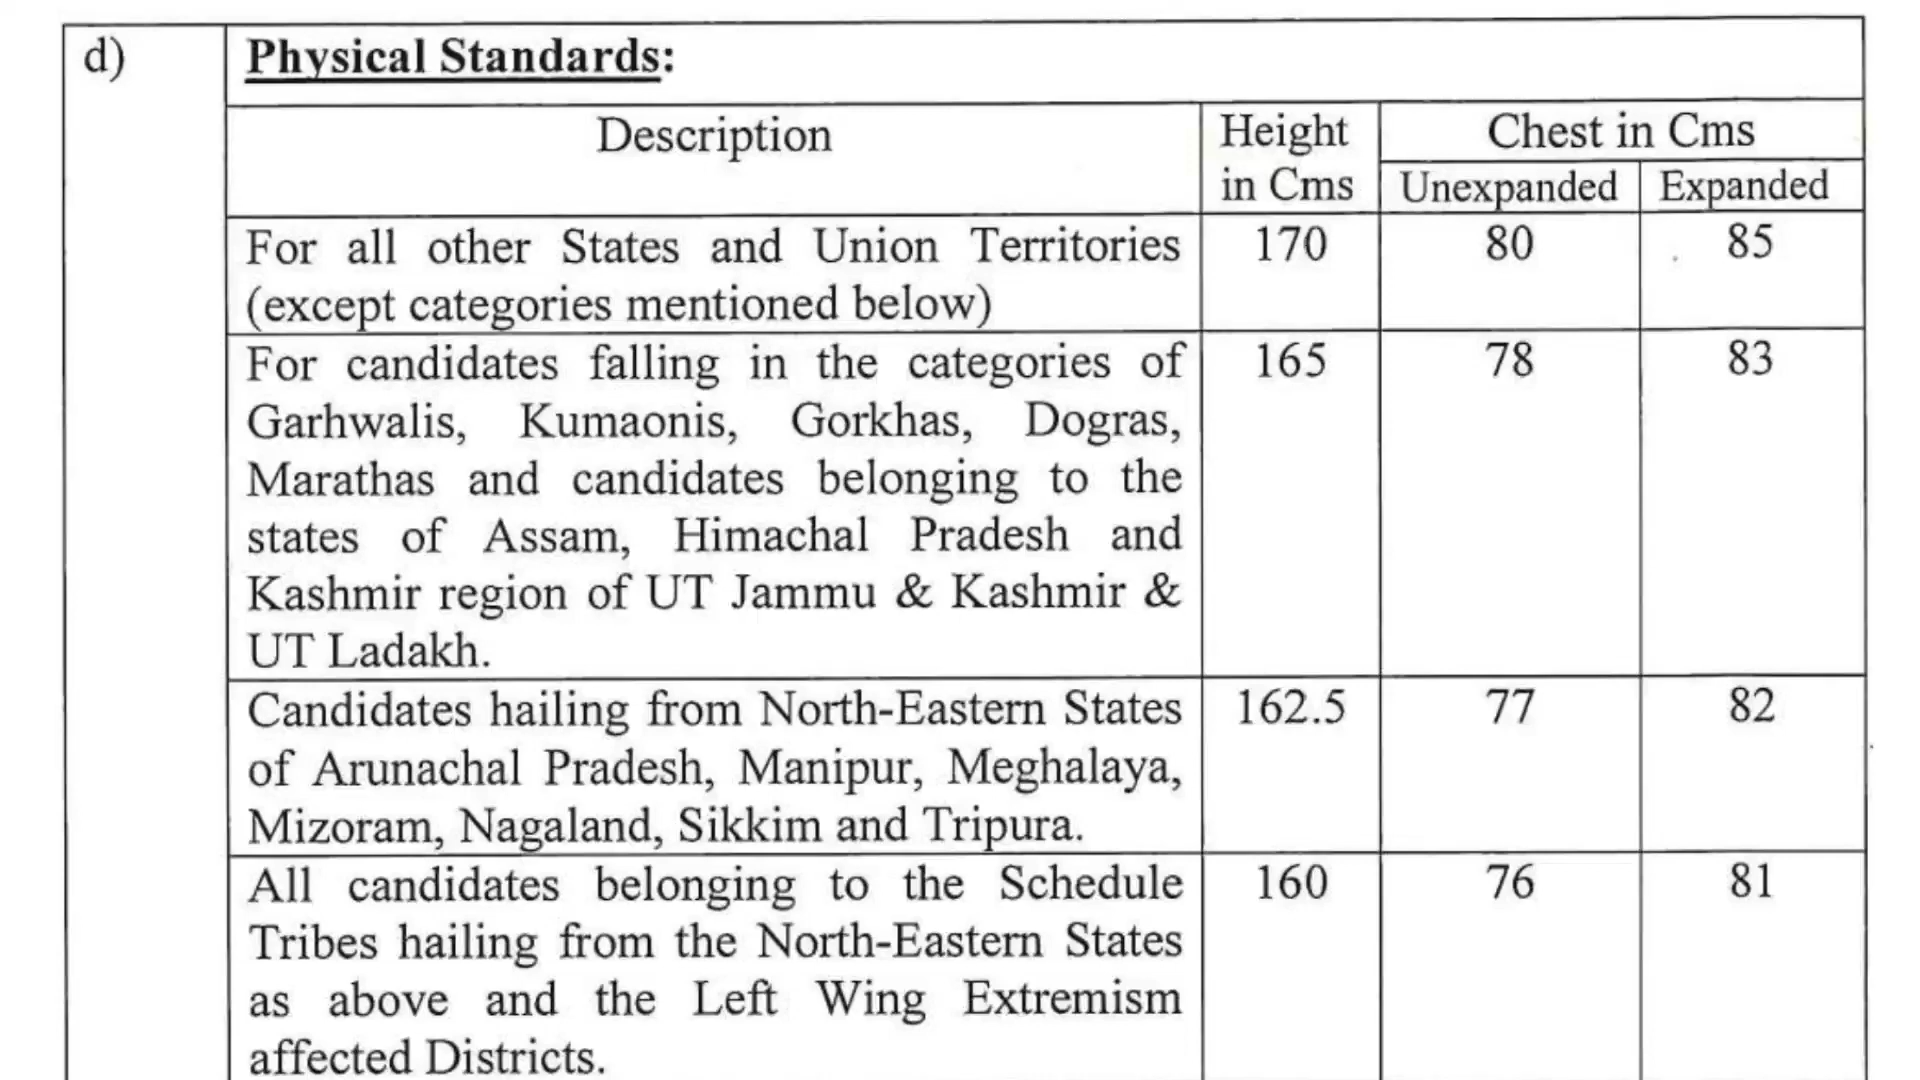 d)
Physical Standards:
Description
Height
in Cms
Chest in Cms
Unexpanded
Expanded
For all other States and Union Territories
(except categories mentioned below)
170
80
85
For candidates falling in the categories of
Garhwalis, Kumaonis, Gorkhas, Dogras,
Marathas and candidates belonging to the
states of Assam, Himachal Pradesh and
Kashmir region of UT Jammu & Kashmir &
UT Ladakh.
165
78
83
Candidates hailing from North-Eastern States
of Arunachal Pradesh, Manipur, Meghalaya,
Mizoram, Nagaland, Sikkim and Tripura.
162.5
77
82
All candidates belonging to the Schedule
Tribes hailing from the North-Eastern States
as above and the Left Wing Extremism
affected Districts.
160
76
81